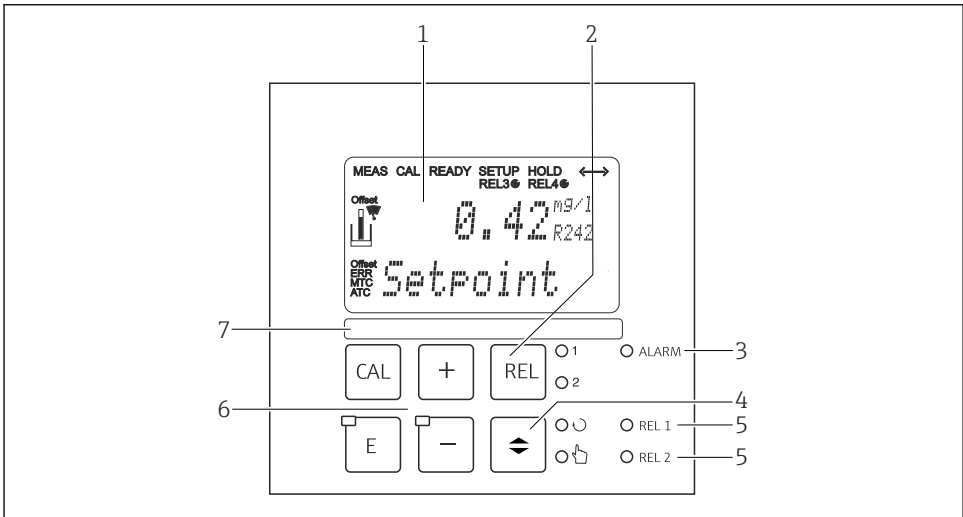 1 2
MEAS CAL READY SETUP HOLD
REL3 REL4
Offset
0.42 mg/l
R242
Offset
ERR
MTC
ATC
Setpoint
7
CAL + REL 1 ALARM 3
2
4
6
E − REL 1 5
REL 2 5